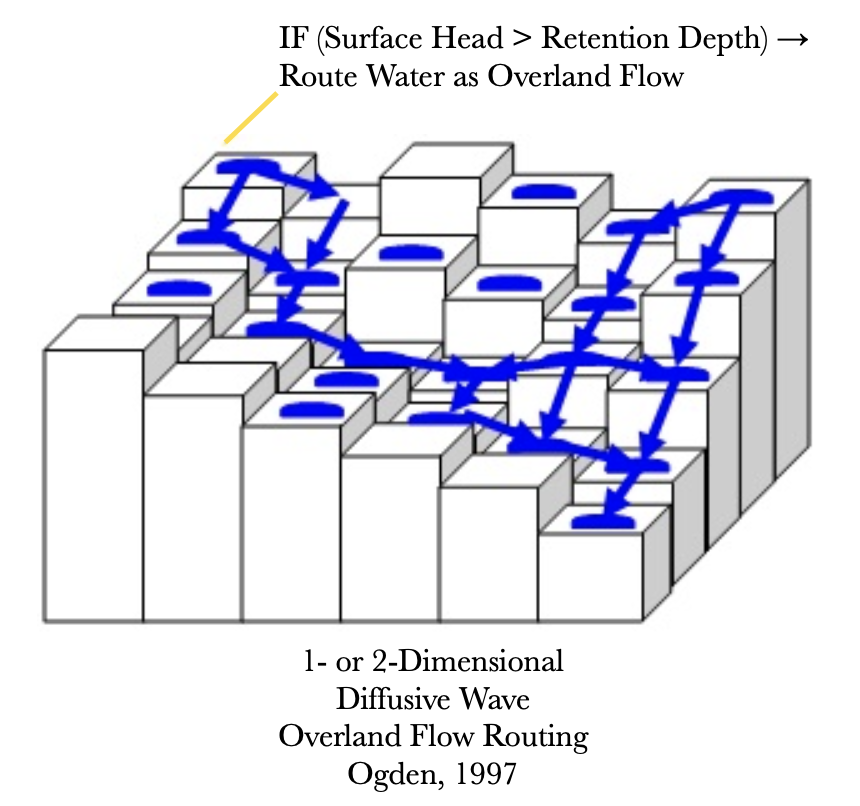 IF (Surface Head > Retention Depth) →
Route Water as Overland Flow
1- or 2-Dimensional
Diffusive Wave
Overland Flow Routing
Ogden, 1997